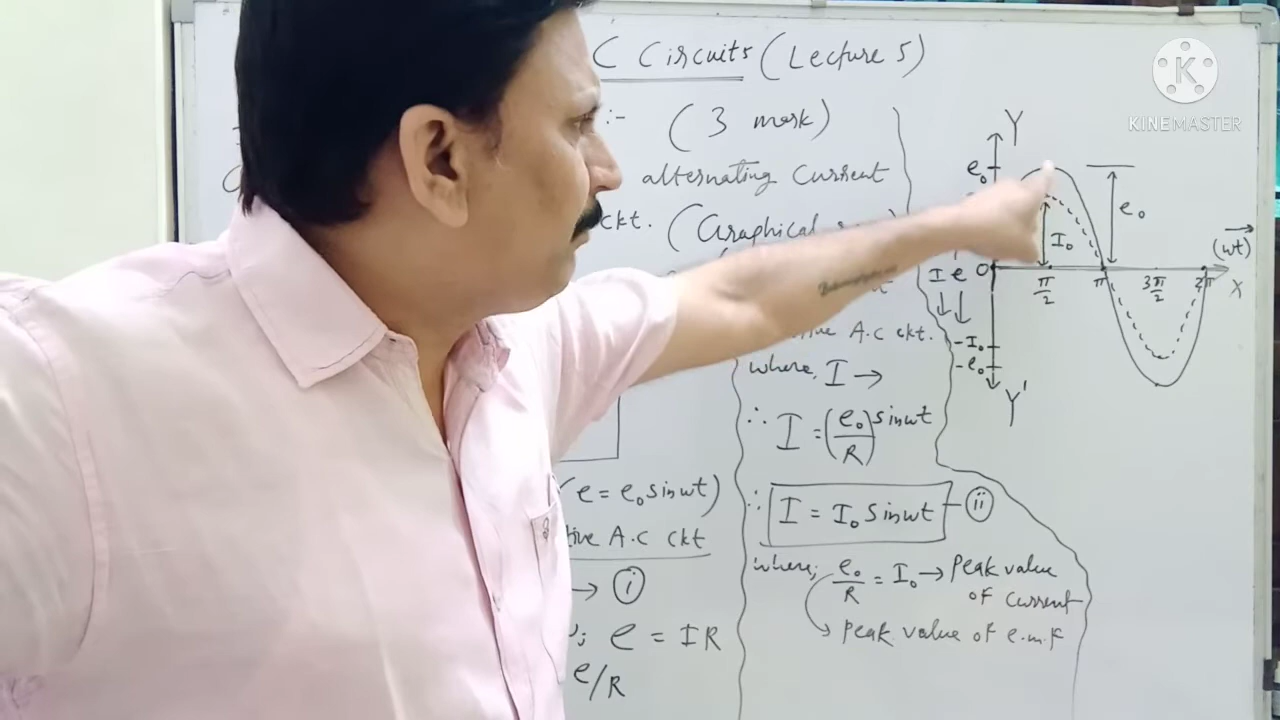 C Circuits (Lecture 5)
:- (3 mark)
alternating Current
ckt. (Graphical
A.C ckt.
where, I →
∴ I = (e₀/R) sinωt
∴ I = I₀ sinωt - (ii)
where; e₀/R = I₀ → Peak value
of current
↳ Peak value of e.m.f
(e = e₀ sinωt)
tive A.C ckt
→ (i)
; e = IR
e/R
K
KINEMASTER
Y
e₀
I₀
e₀
(ωt)
I e O π/2 π 3π/2 2π X
-I₀
-e₀
Y'